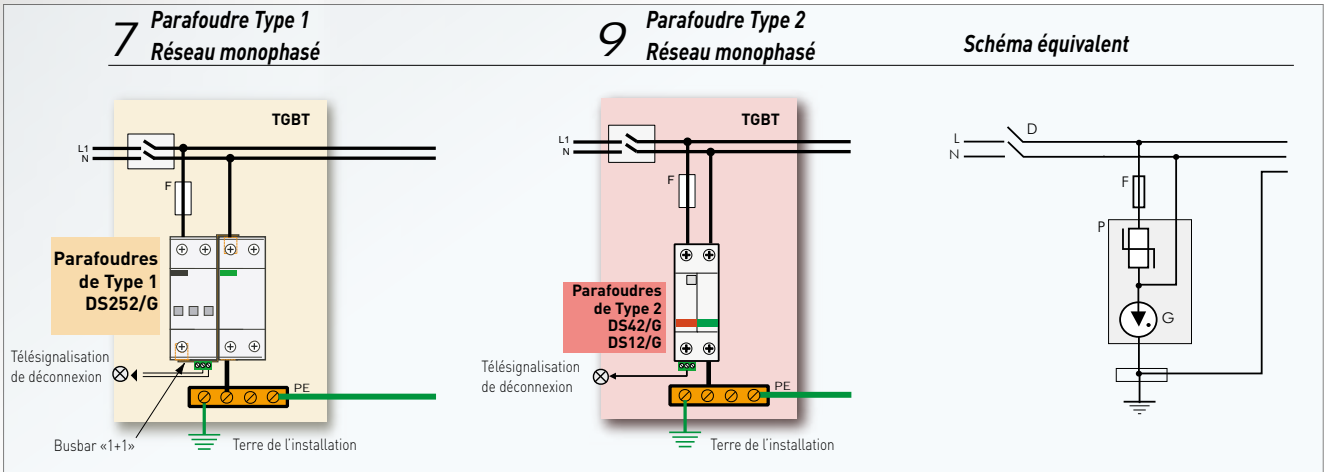 7
Parafoudre Type 1
Réseau monophasé
9
Parafoudre Type 2
Réseau monophasé
Schéma équivalent
TGBT
L1
N
F
Parafoudres
de Type 1
DS252/G
Télésignalisation
de déconnexion
PE
Busbar «1+1»
Terre de l'installation
TGBT
L1
N
F
Parafoudres
de Type 2
DS42/G
DS12/G
Télésignalisation
de déconnexion
PE
Terre de l'installation
L
N
D
F
P
G